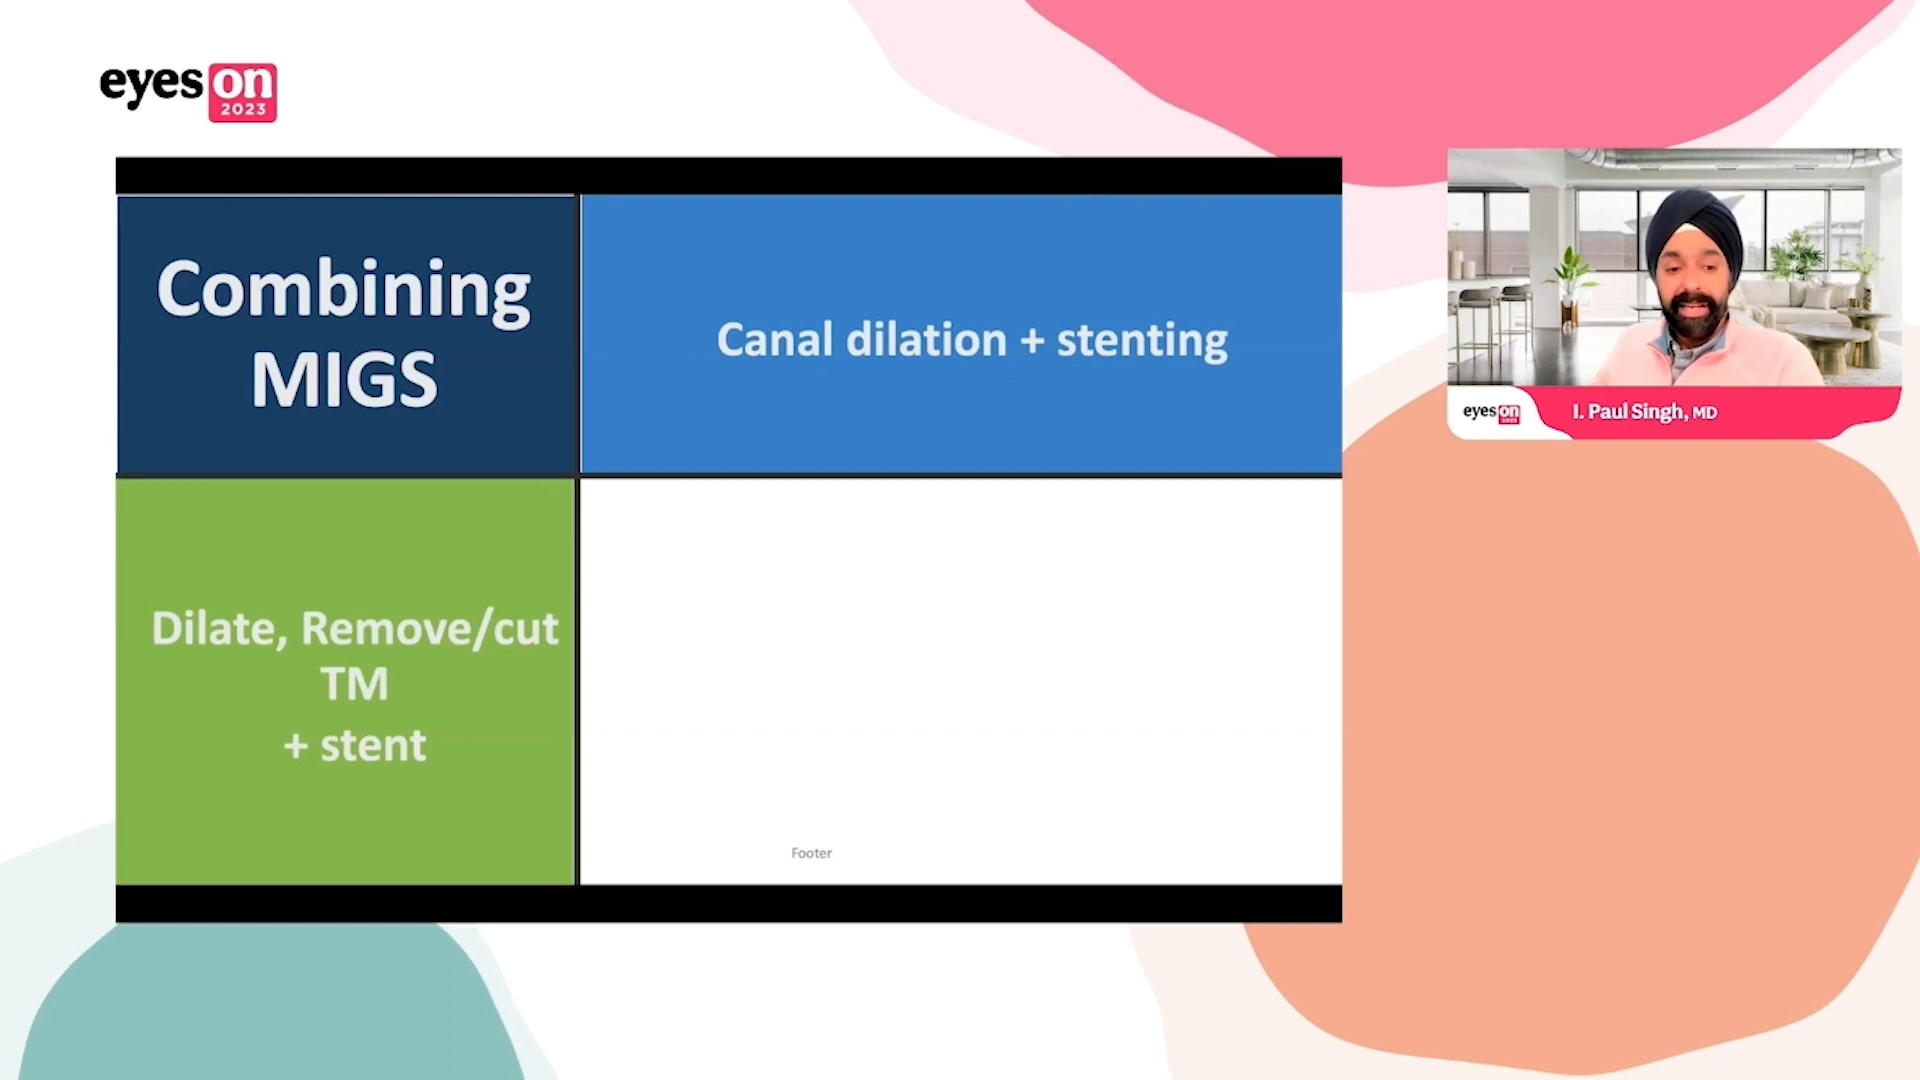 eyes on
2023
Combining
MIGS
Canal dilation + stenting
Dilate, Remove/cut
TM
+ stent
Footer
eyes on
2023
I. Paul Singh, MD